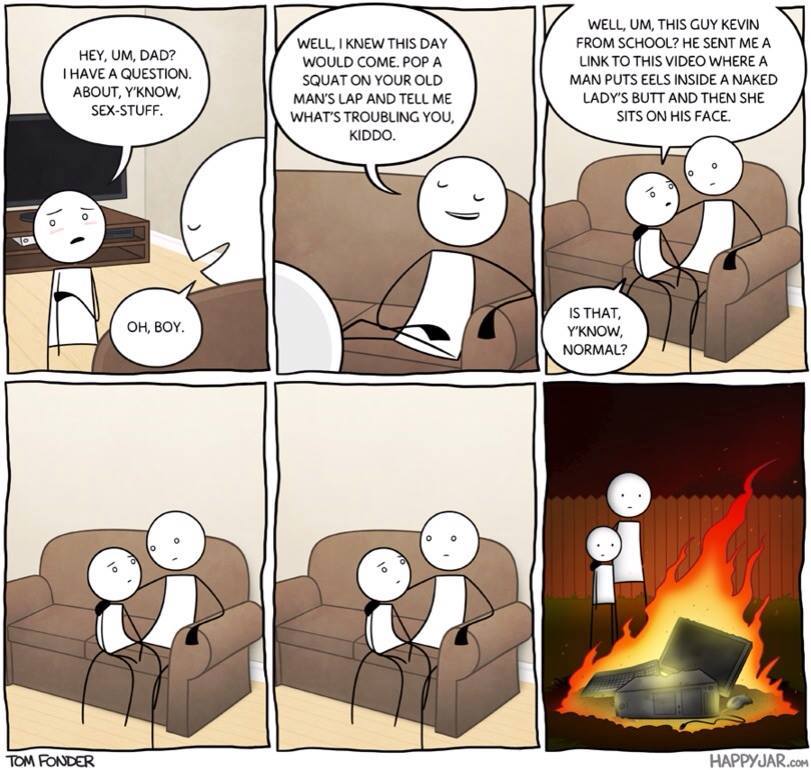 HEY, UM, DAD?
I HAVE A QUESTION.
ABOUT, Y'KNOW,
SEX-STUFF.
OH, BOY.
WELL, I KNEW THIS DAY
WOULD COME. POP A
SQUAT ON YOUR OLD
MAN'S LAP AND TELL ME
WHAT'S TROUBLING YOU,
KIDDO.
WELL, UM, THIS GUY KEVIN
FROM SCHOOL? HE SENT ME A
LINK TO THIS VIDEO WHERE A
MAN PUTS EELS INSIDE A NAKED
LADY'S BUTT AND THEN SHE
SITS ON HIS FACE.
IS THAT,
Y'KNOW,
NORMAL?
TOM FONDER
HAPPYJAR.COM